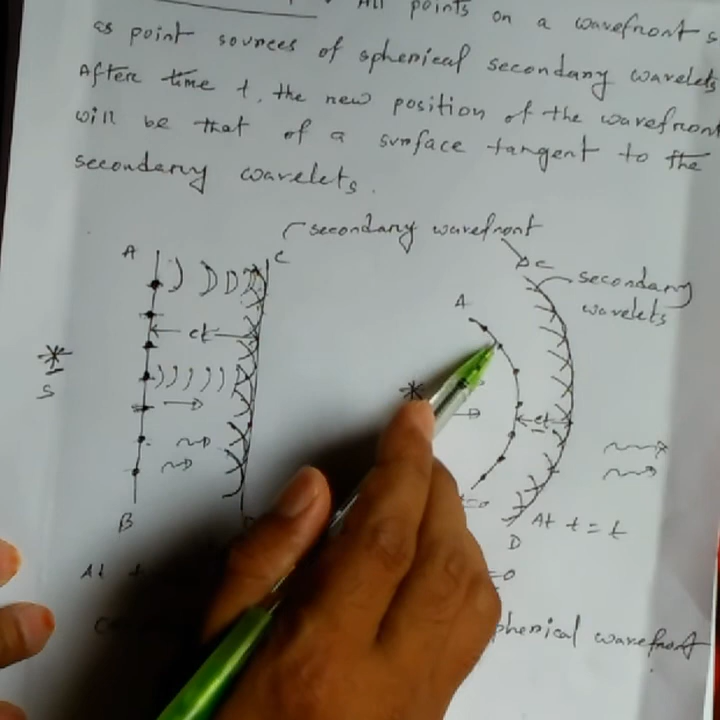 All points on a wavefront s
as point sources of spherical secondary wavelets
After time t, the new position of the wavefront
will be that of a surface tangent to the
secondary wavelets.
secondary wavefront
A
C
C
secondary
wavelets
A
ct
S
ct
At t = t
B
D
At
=0
pherical wavefront